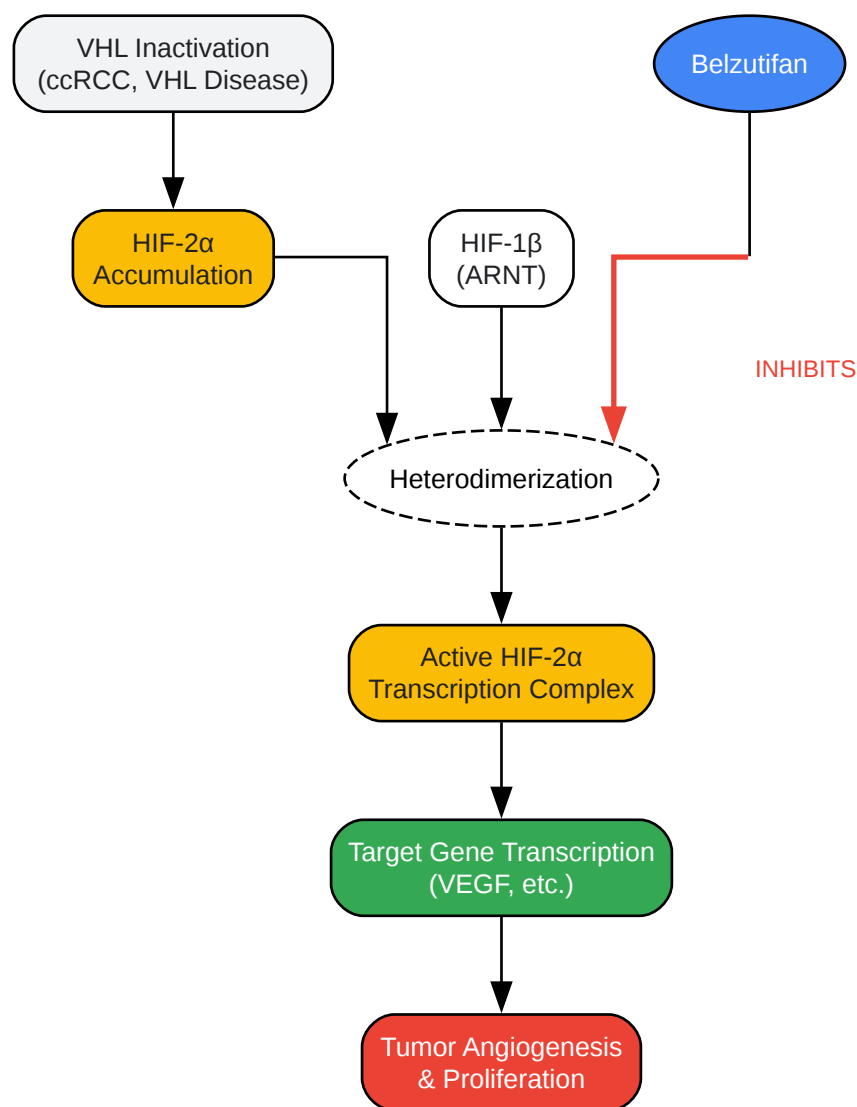 VHL Inactivation
(ccRCC, VHL Disease)
Belzutifan
HIF-2α
Accumulation
HIF-1β
(ARNT)
INHIBITS
Heterodimerization
Active HIF-2α
Transcription Complex
Target Gene Transcription
(VEGF, etc.)
Tumor Angiogenesis
& Proliferation